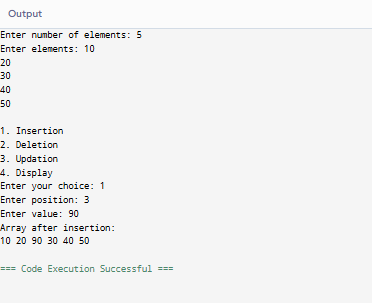 Output
Enter number of elements: 5
Enter elements: 10
20
30
40
50
1. Insertion
2. Deletion
3. Updation
4. Display
Enter your choice: 1
Enter position: 3
Enter value: 90
Array after insertion:
10 20 90 30 40 50
=== Code Execution Successful ===